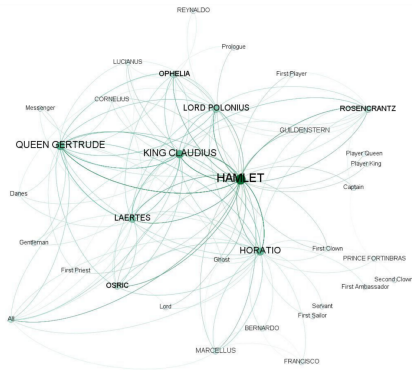 REYNALDO
Prologue
LUCIANUS
OPHELIA
First Player
CORNELIUS
Messenger
LORD POLONIUS
ROSENCRANTZ
GUILDENSTERN
QUEEN GERTRUDE
KING CLAUDIUS
Player Queen
Player King
HAMLET
Captain
Danes
LAERTES
Gentleman
HORATIO
First Clown
Ghost
PRINCE FORTINBRAS
First Priest
OSRIC
Second Clown
First Ambassador
Lord
Servant
First Sailor
All
BERNARDO
MARCELLUS
FRANCISCO